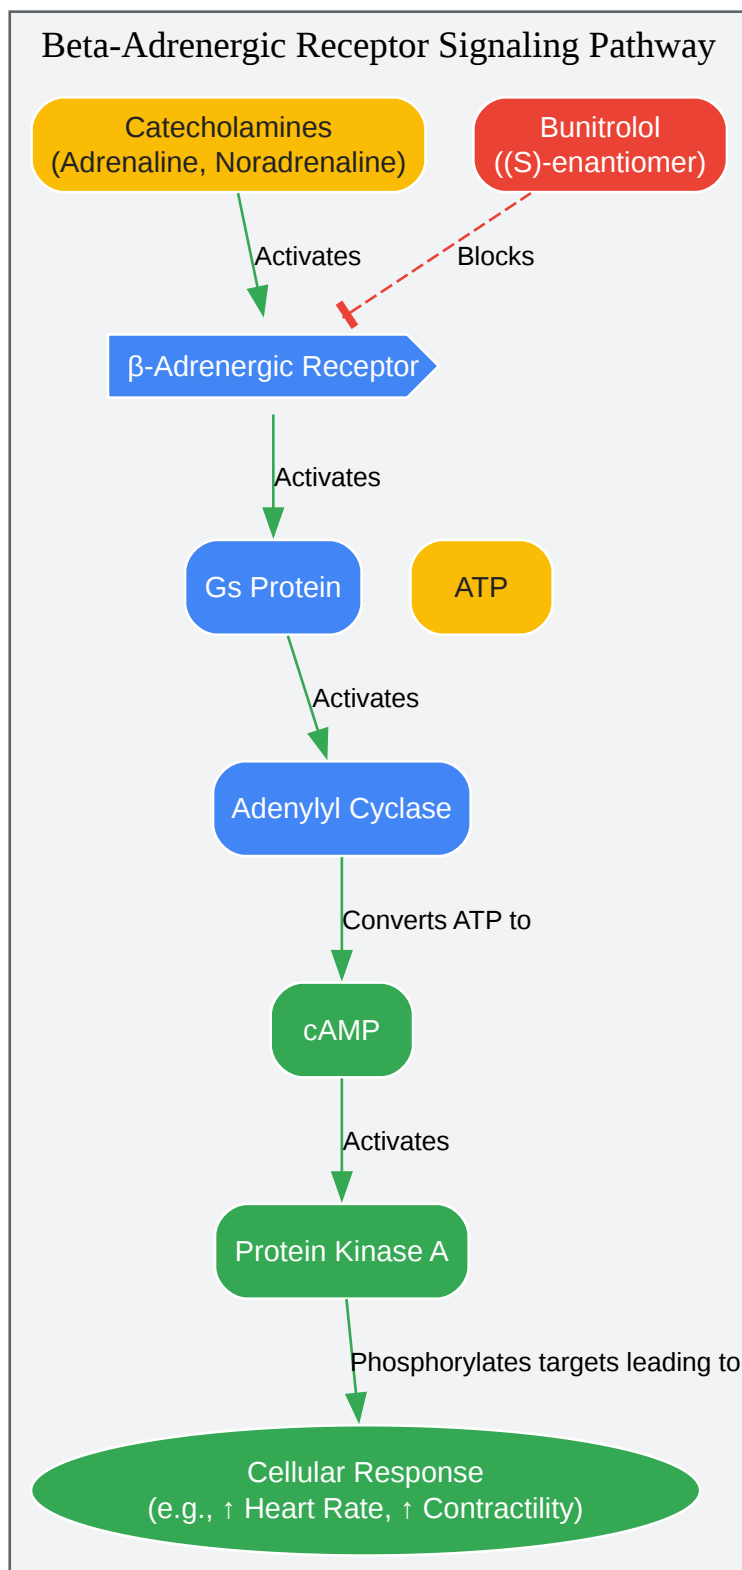 Beta-Adrenergic Receptor Signaling Pathway
Catecholamines
(Adrenaline, Noradrenaline)
Bunitrolol
((S)-enantiomer)
Activates
Blocks
β-Adrenergic Receptor
Activates
Gs Protein
ATP
Activates
Adenylyl Cyclase
Converts ATP to
cAMP
Activates
Protein Kinase A
Phosphorylates targets leading to
Cellular Response
(e.g., ↑ Heart Rate, ↑ Contractility)